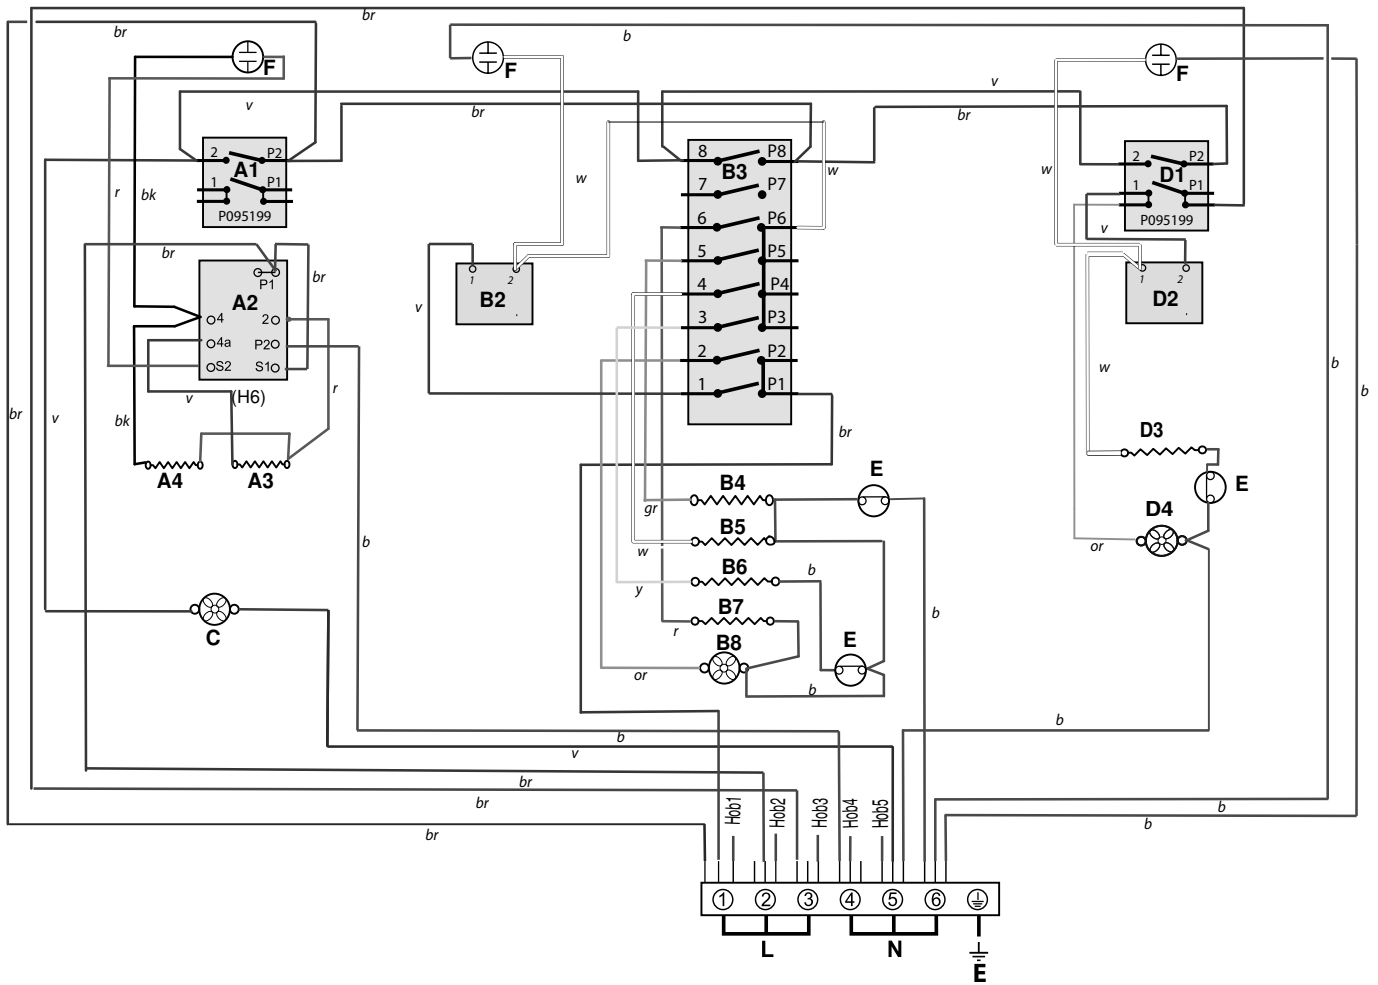 br
br
b
F
F
F
v
br
v
br
2 P2
A1
1 P1
P095199
8 P8
B3
7 P7
6 P6
5 P5
4 P4
3 P3
2 P2
1 P1
2 P2
D1
1 P1
P095199
r
bk
w
w
w
v
br
br
P1
A2
4 2
4a P2
S2 S1
(H6)
1 2
B2
v
1 2
D2
w
b
b
br
v
bk
v
r
A4
A3
br
D3
E
D4
or
B4
E
gr
B5
w
B6
b
y
B7
r
E
B8
or
b
b
b
C
b
b
v
br
br
br
b
b
Hob1
Hob2
Hob3
Hob4
Hob5
1 2 3 4 5 6
L
N
E